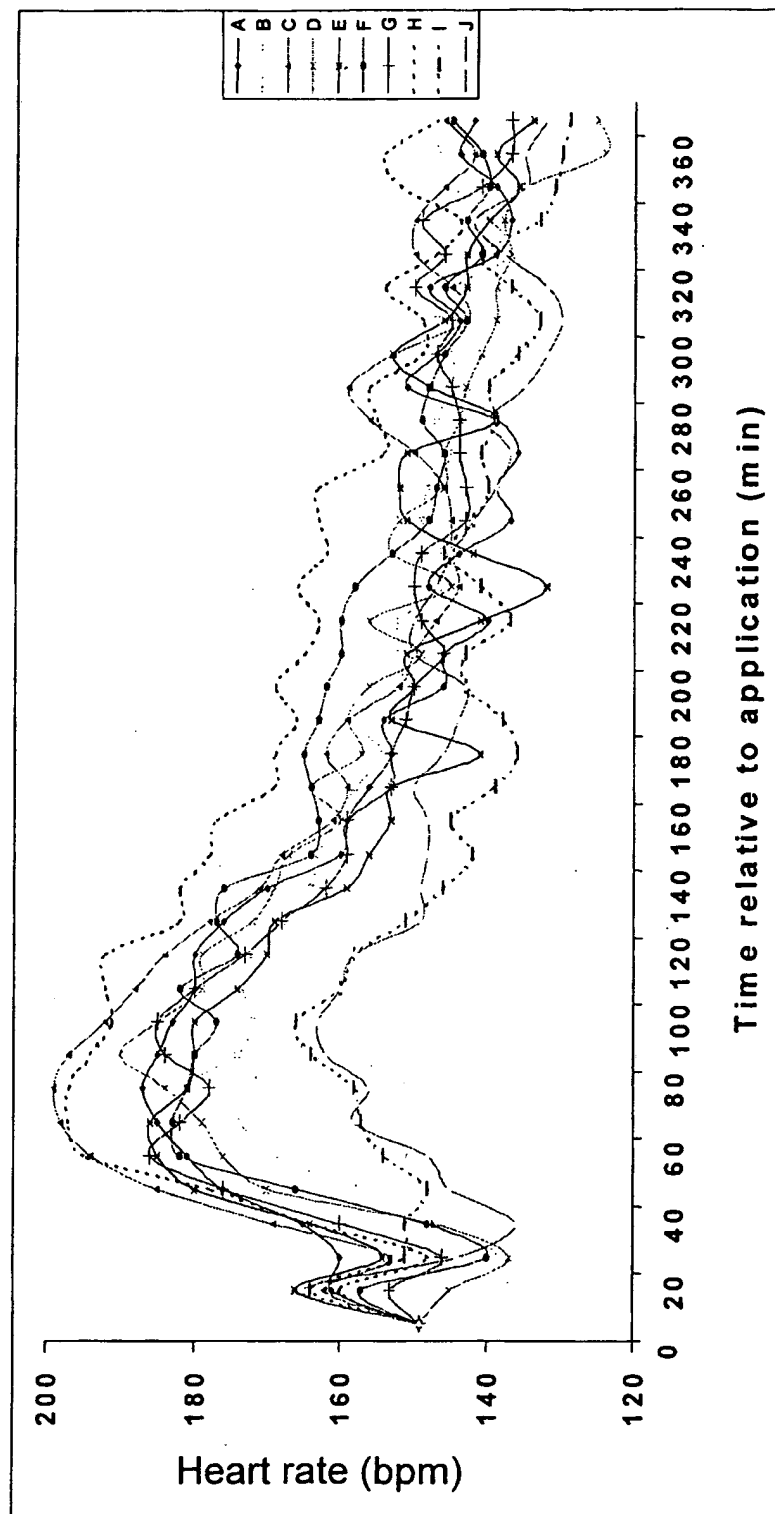 A
B
C
D
E
F
G
H
I
J
200
180
160
140
120
Heart rate (bpm)
0 20 40 60 80 100 120 140 160 180 200 220 240 260 280 300 320 340 360
Time relative to application (min)